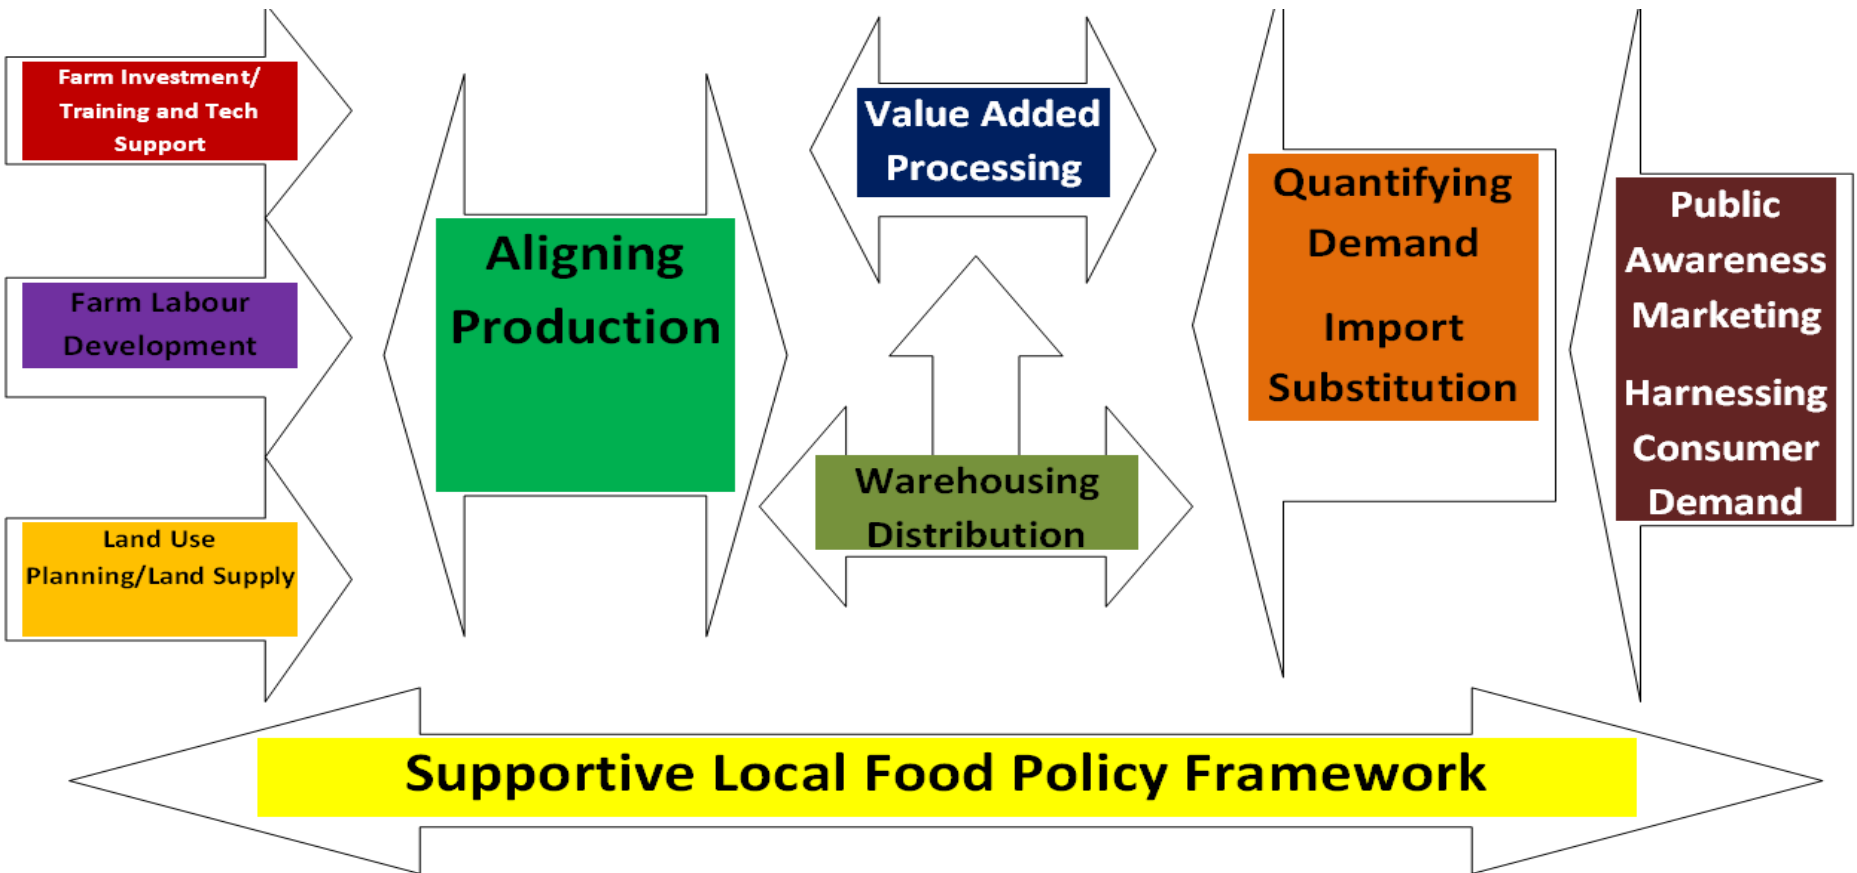 Farm Investment/
Training and Tech
Support
Farm Labour
Development
Land Use
Planning/Land Supply
Aligning
Production
Value Added
Processing
Warehousing
Distribution
Quantifying
Demand
Import
Substitution
Public
Awareness
Marketing
Harnessing
Consumer
Demand
Supportive Local Food Policy Framework